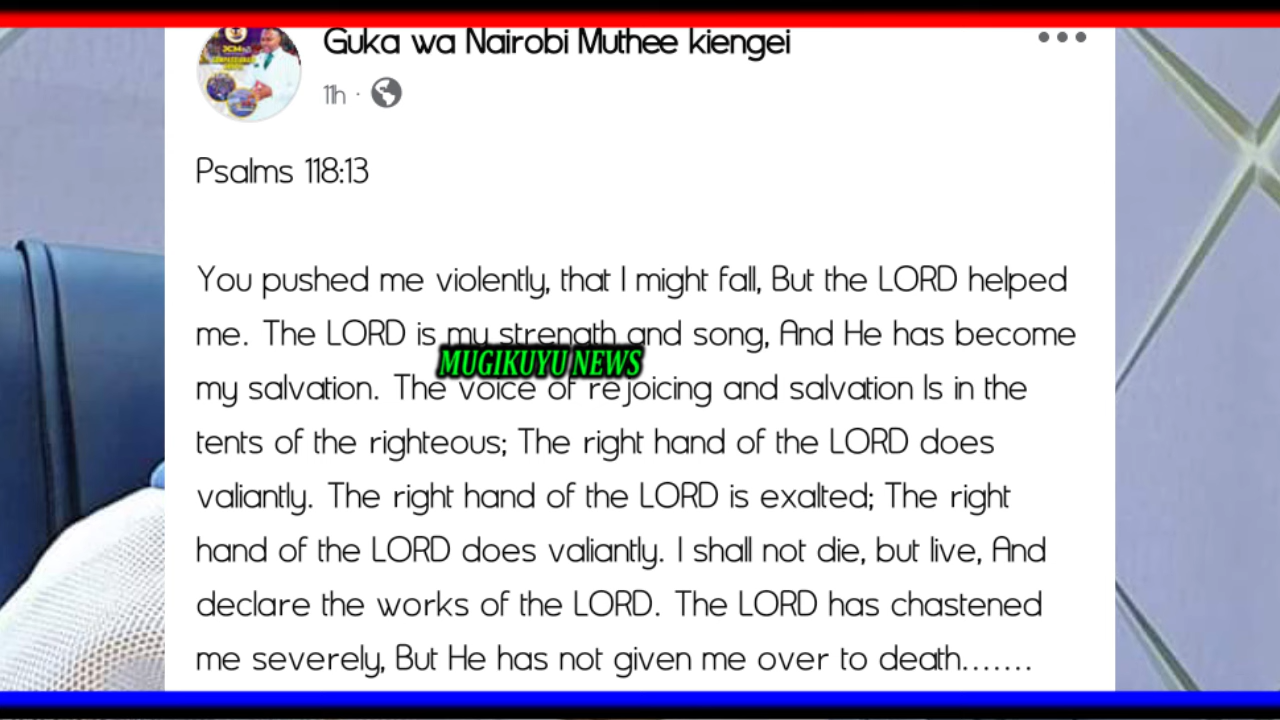 Guka wa Nairobi Muthee kiengei
11h ·
Psalms 118:13
You pushed me violently, that I might fall, But the LORD helped
me. The LORD is my strength and song, And He has become
MUGIKUYU NEWS
my salvation. The voice of rejoicing and salvation Is in the
tents of the righteous; The right hand of the LORD does
valiantly. The right hand of the LORD is exalted; The right
hand of the LORD does valiantly. I shall not die, but live, And
declare the works of the LORD. The LORD has chastened
me severely, But He has not given me over to death.......